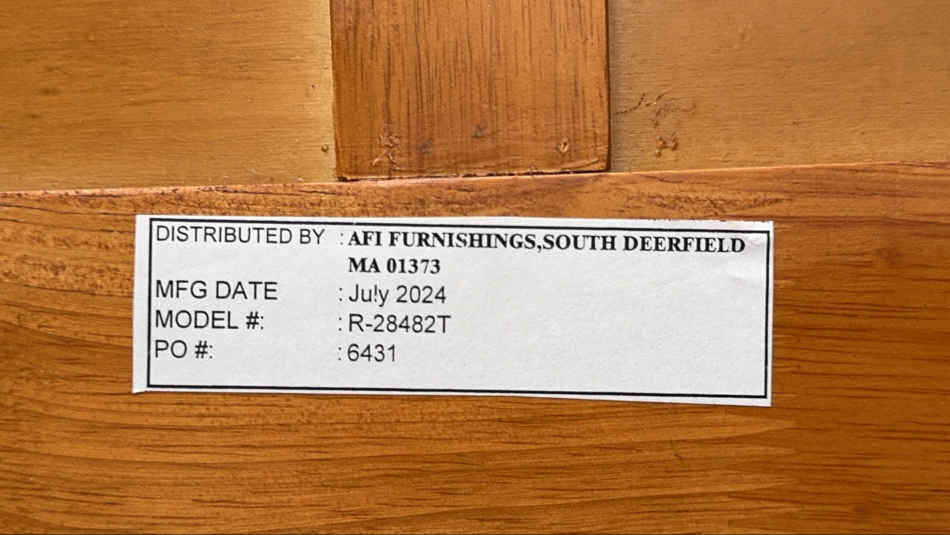 DISTRIBUTED BY : AFI FURNISHINGS,SOUTH DEERFIELD
MA 01373
MFG DATE : July 2024
MODEL #: : R-28482T
PO #: : 6431